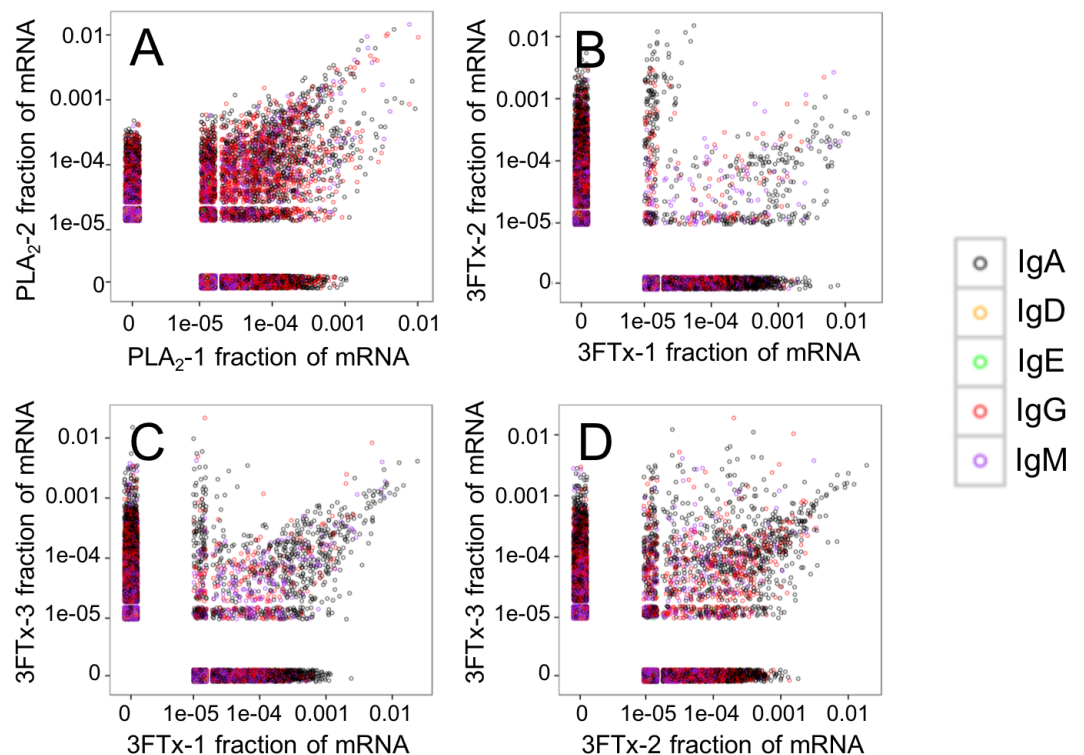 A
PLA₂-2 fraction of mRNA
0.01
0.001
1e-04
1e-05
0
0
1e-05
1e-04
0.001
0.01
PLA₂-1 fraction of mRNA
B
3FTx-2 fraction of mRNA
0.01
0.001
1e-04
1e-05
0
0
1e-05
1e-04
0.001
0.01
3FTx-1 fraction of mRNA
C
3FTx-3 fraction of mRNA
0.01
0.001
1e-04
1e-05
0
0
1e-05
1e-04
0.001
0.01
3FTx-1 fraction of mRNA
D
3FTx-3 fraction of mRNA
0.01
0.001
1e-04
1e-05
0
0
1e-05
1e-04
0.001
0.01
3FTx-2 fraction of mRNA
IgA
IgD
IgE
IgG
IgM